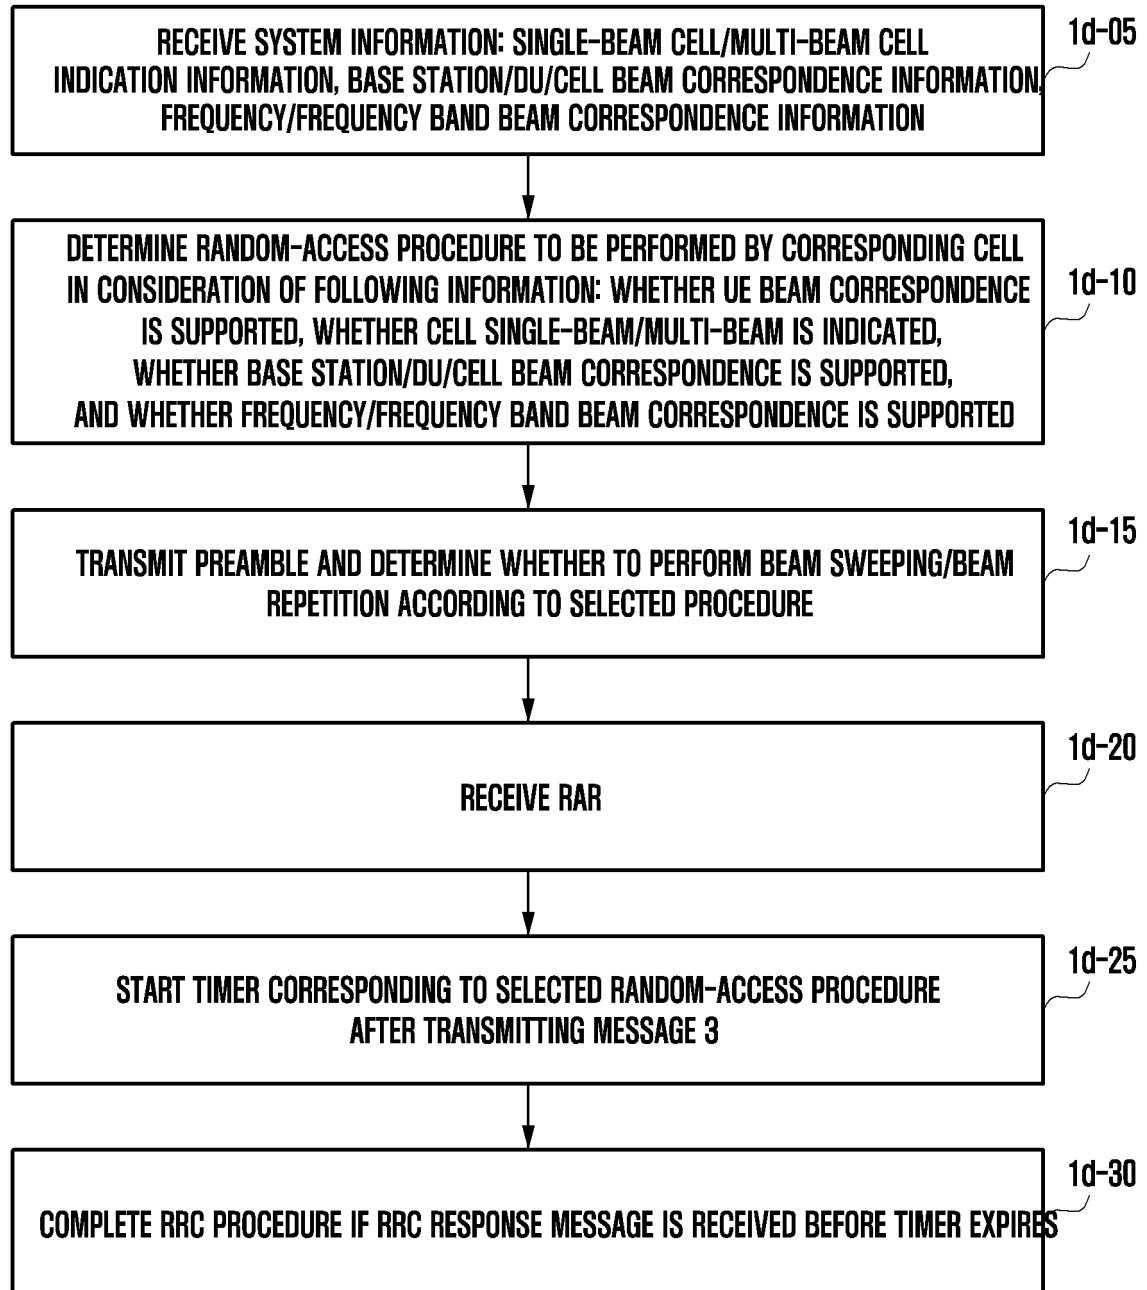 RECEIVE SYSTEM INFORMATION: SINGLE-BEAM CELL/MULTI-BEAM CELL
INDICATION INFORMATION, BASE STATION/DU/CELL BEAM CORRESPONDENCE INFORMATION,
FREQUENCY/FREQUENCY BAND BEAM CORRESPONDENCE INFORMATION
1d-05
DETERMINE RANDOM-ACCESS PROCEDURE TO BE PERFORMED BY CORRESPONDING CELL
IN CONSIDERATION OF FOLLOWING INFORMATION: WHETHER UE BEAM CORRESPONDENCE
IS SUPPORTED, WHETHER CELL SINGLE-BEAM/MULTI-BEAM IS INDICATED,
WHETHER BASE STATION/DU/CELL BEAM CORRESPONDENCE IS SUPPORTED,
AND WHETHER FREQUENCY/FREQUENCY BAND BEAM CORRESPONDENCE IS SUPPORTED
1d-10
TRANSMIT PREAMBLE AND DETERMINE WHETHER TO PERFORM BEAM SWEEPING/BEAM
REPETITION ACCORDING TO SELECTED PROCEDURE
1d-15
RECEIVE RAR
1d-20
START TIMER CORRESPONDING TO SELECTED RANDOM-ACCESS PROCEDURE
AFTER TRANSMITTING MESSAGE 3
1d-25
COMPLETE RRC PROCEDURE IF RRC RESPONSE MESSAGE IS RECEIVED BEFORE TIMER EXPIRES
1d-30